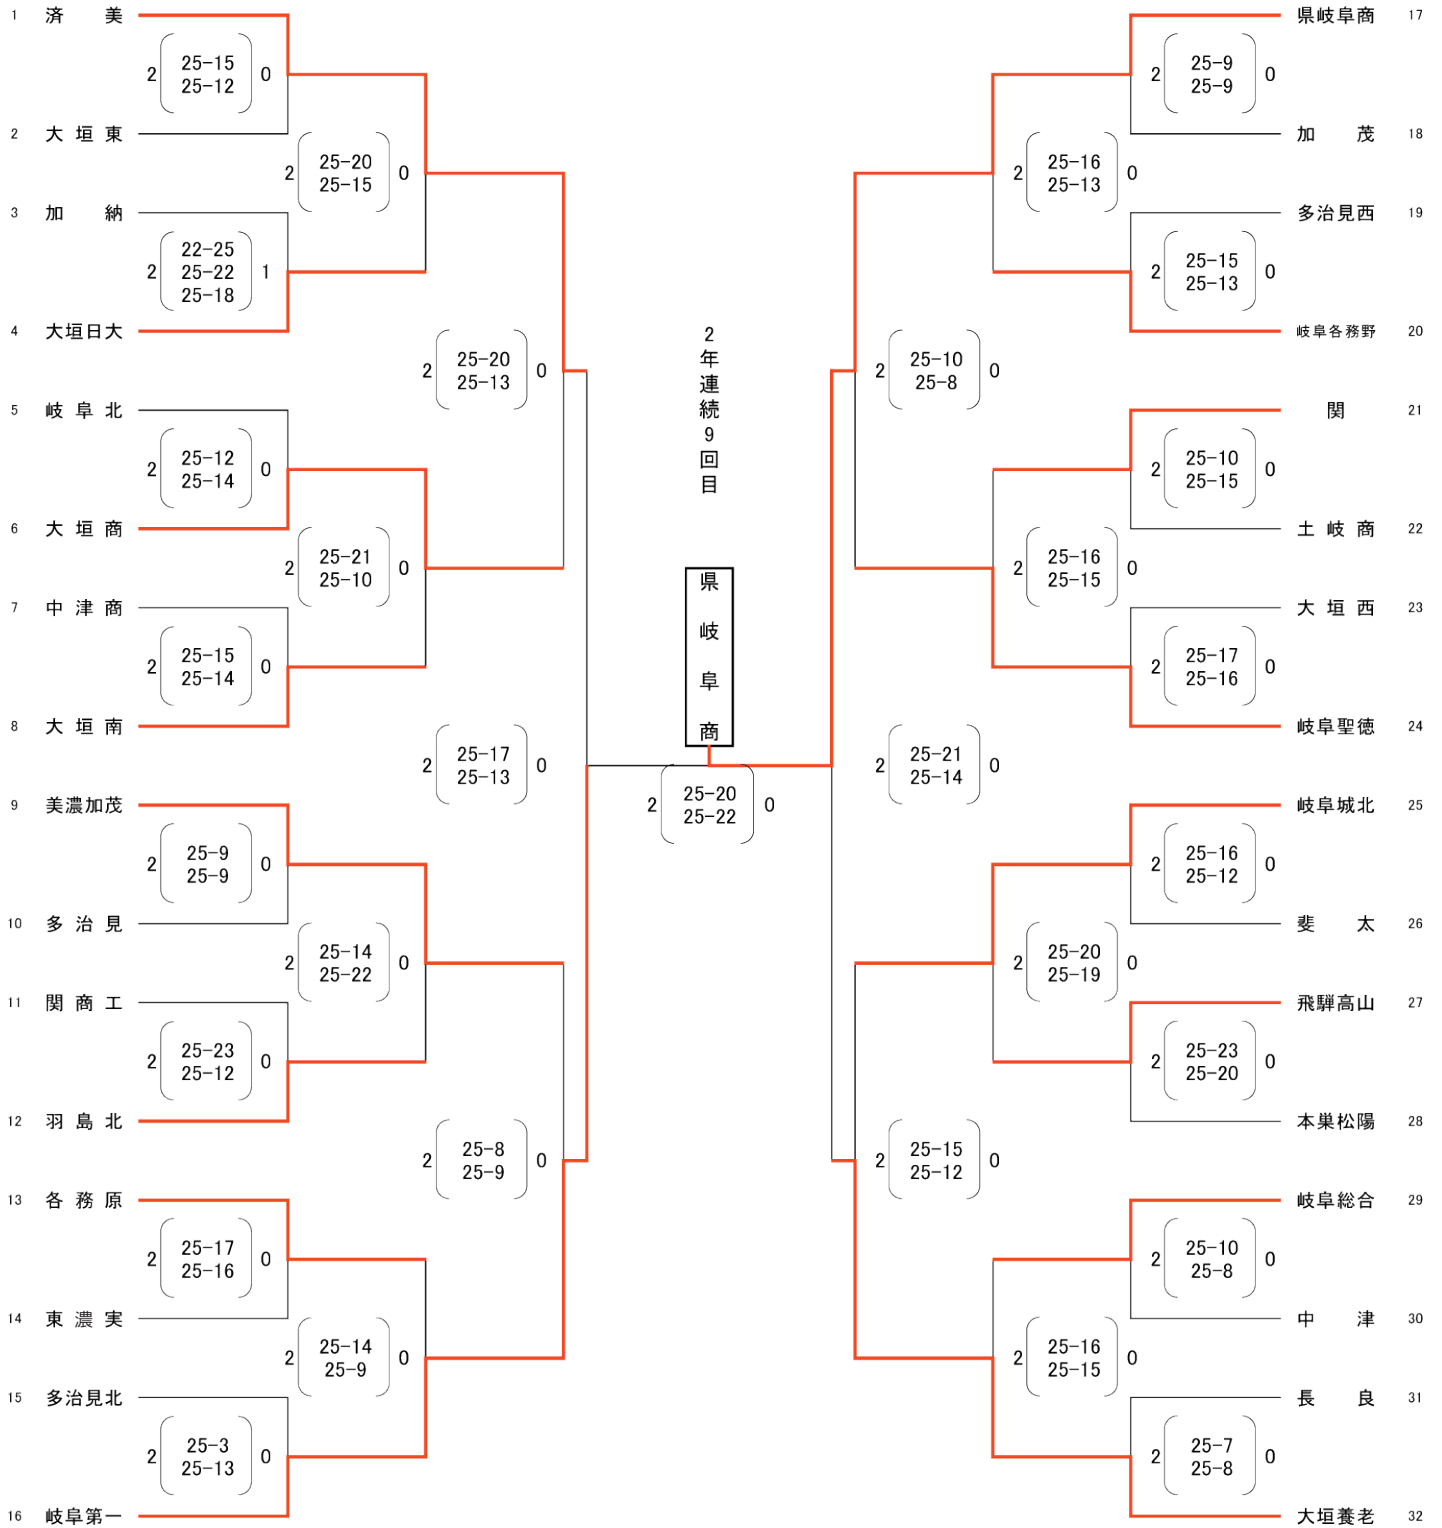 1 済美
2 25-15 0
25-12
2 大垣東
2 25-20 0
25-15
3 加納
22-25
2 25-22 1
25-18
4 大垣日大
2 25-20 0
25-13
5 岐阜北
2 25-12 0
25-14
6 大垣商
2 25-21 0
25-10
7 中津商
2 25-15 0
25-14
8 大垣南
2 25-17 0
25-13
9 美濃加茂
2 25-9 0
25-9
10 多治見
2 25-14 0
25-22
11 関商工
2 25-23 0
25-12
12 羽島北
2 25-8 0
25-9
13 各務原
2 25-17 0
25-16
14 東濃実
2 25-14 0
25-9
15 多治見北
2 25-3 0
25-13
16 岐阜第一
2年連続9回目
県岐阜商
2 25-20 0
25-22
県岐阜商 17
2 25-9 0
25-9
加茂 18
2 25-16 0
25-13
多治見西 19
2 25-15 0
25-13
岐阜各務野 20
2 25-10 0
25-8
関 21
2 25-10 0
25-15
土岐商 22
2 25-16 0
25-15
大垣西 23
2 25-17 0
25-16
岐阜聖徳 24
2 25-21 0
25-14
岐阜城北 25
2 25-16 0
25-12
斐太 26
2 25-20 0
25-19
飛騨高山 27
2 25-23 0
25-20
本巣松陽 28
2 25-15 0
25-12
岐阜総合 29
2 25-10 0
25-8
中津 30
2 25-16 0
25-15
長良 31
2 25-7 0
25-8
大垣養老 32